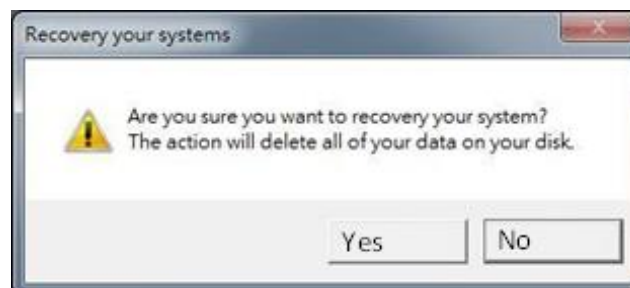 Recovery your systems
Are you sure you want to recovery your system?
The action will delete all of your data on your disk.
Yes
No